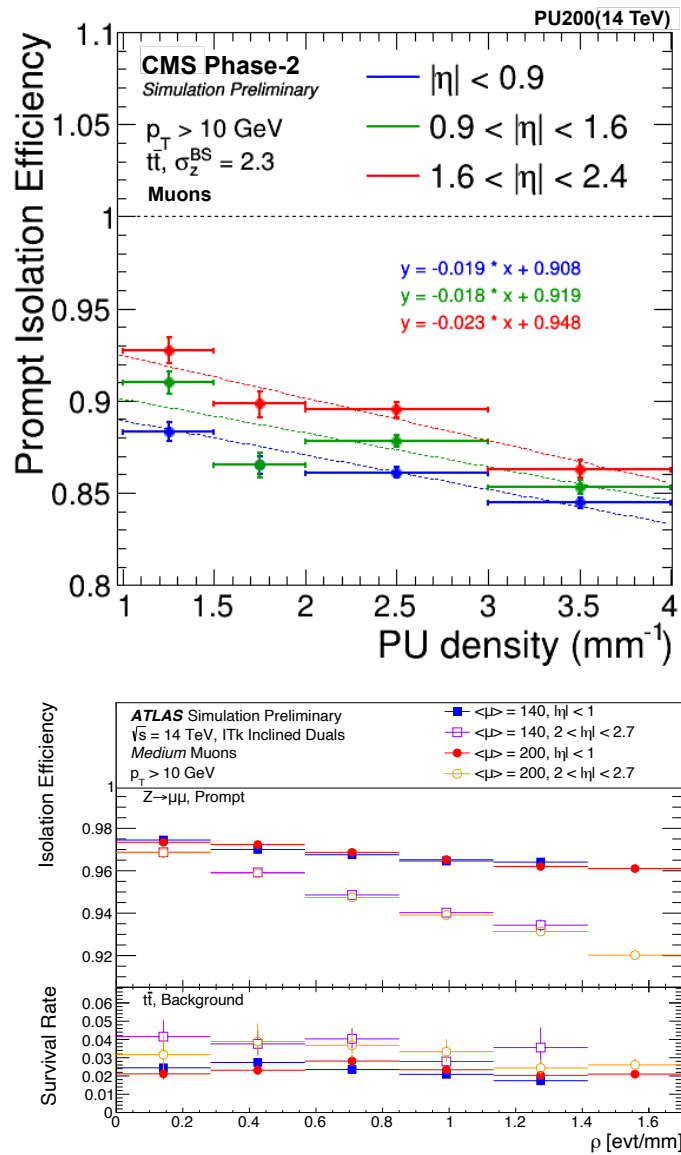 PU200(14 TeV)
CMS Phase-2
Simulation Preliminary
p_T > 10 GeV
tt̄, σ_z^BS = 2.3
Muons
|η| < 0.9
0.9 < |η| < 1.6
1.6 < |η| < 2.4
y = -0.019 * x + 0.908
y = -0.018 * x + 0.919
y = -0.023 * x + 0.948
Prompt Isolation Efficiency
1.1
1.05
1
0.95
0.9
0.85
0.8
1 1.5 2 2.5 3 3.5 4
PU density (mm⁻¹)
ATLAS Simulation Preliminary
√s = 14 TeV, ITk Inclined Duals
Medium Muons
p_T > 10 GeV
Z→μμ, Prompt
<μ> = 140, |η| < 1
<μ> = 140, 2 < |η| < 2.7
<μ> = 200, |η| < 1
<μ> = 200, 2 < |η| < 2.7
Isolation Efficiency
1
0.98
0.96
0.94
0.92
tt̄, Background
Survival Rate
0.06
0.05
0.04
0.03
0.02
0.01
0
0 0.2 0.4 0.6 0.8 1 1.2 1.4 1.6
ρ [evt/mm]